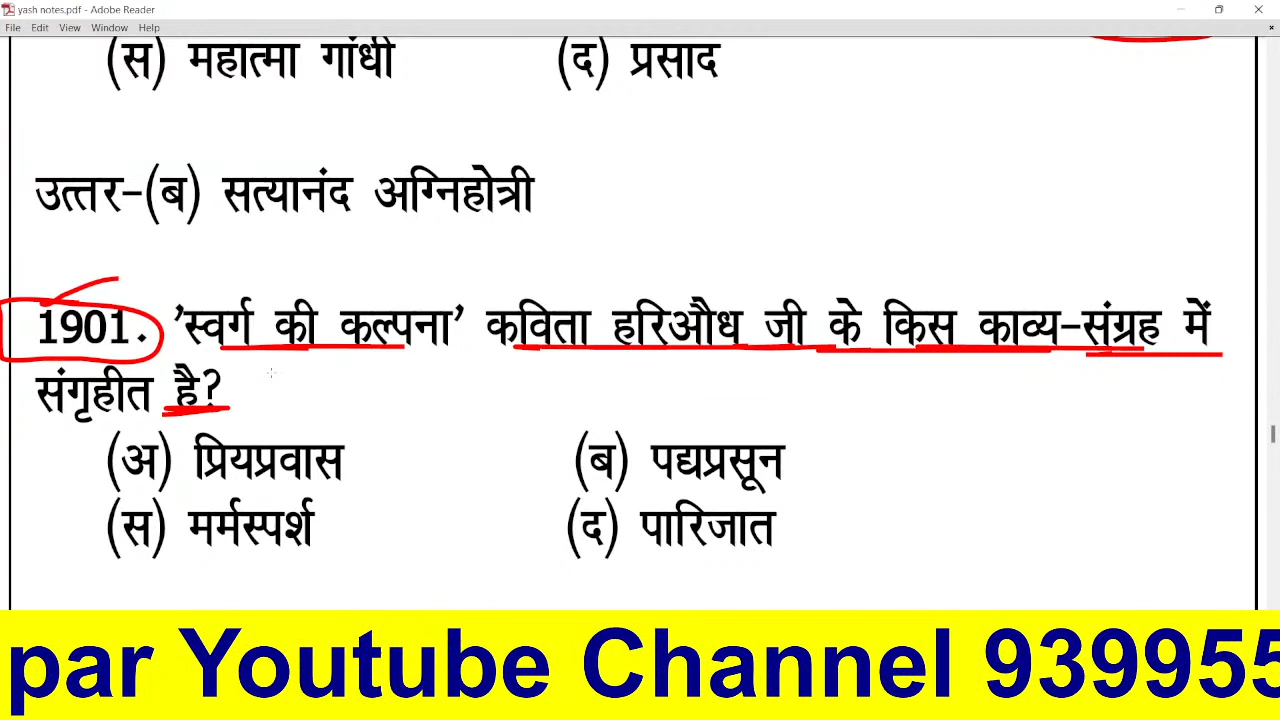 yash notes.pdf - Adobe Reader
File Edit View Window Help
(स) महात्मा गांधी (द) प्रसाद
उत्तर-(ब) सत्यानंद अग्निहोत्री
1901. 'स्वर्ग की कल्पना' कविता हरिऔध जी के किस काव्य-संग्रह में
संगृहीत है?
(अ) प्रियप्रवास (ब) पद्यप्रसून
(स) मर्मस्पर्श (द) पारिजात
par Youtube Channel 939955